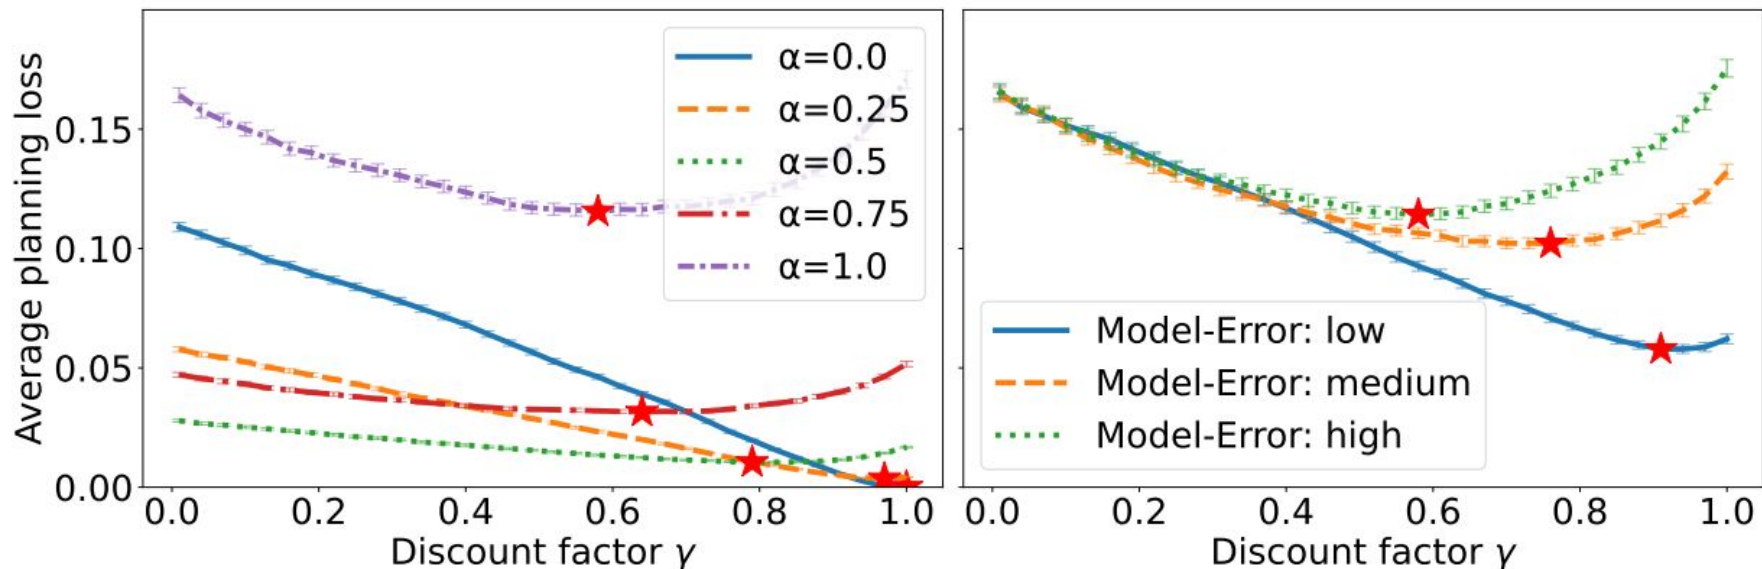 Average planning loss
0.15
0.10
0.05
0.00
α=0.0
α=0.25
α=0.5
α=0.75
α=1.0
0.0 0.2 0.4 0.6 0.8 1.0
Discount factor γ
Model-Error: low
Model-Error: medium
Model-Error: high
0.0 0.2 0.4 0.6 0.8 1.0
Discount factor γ